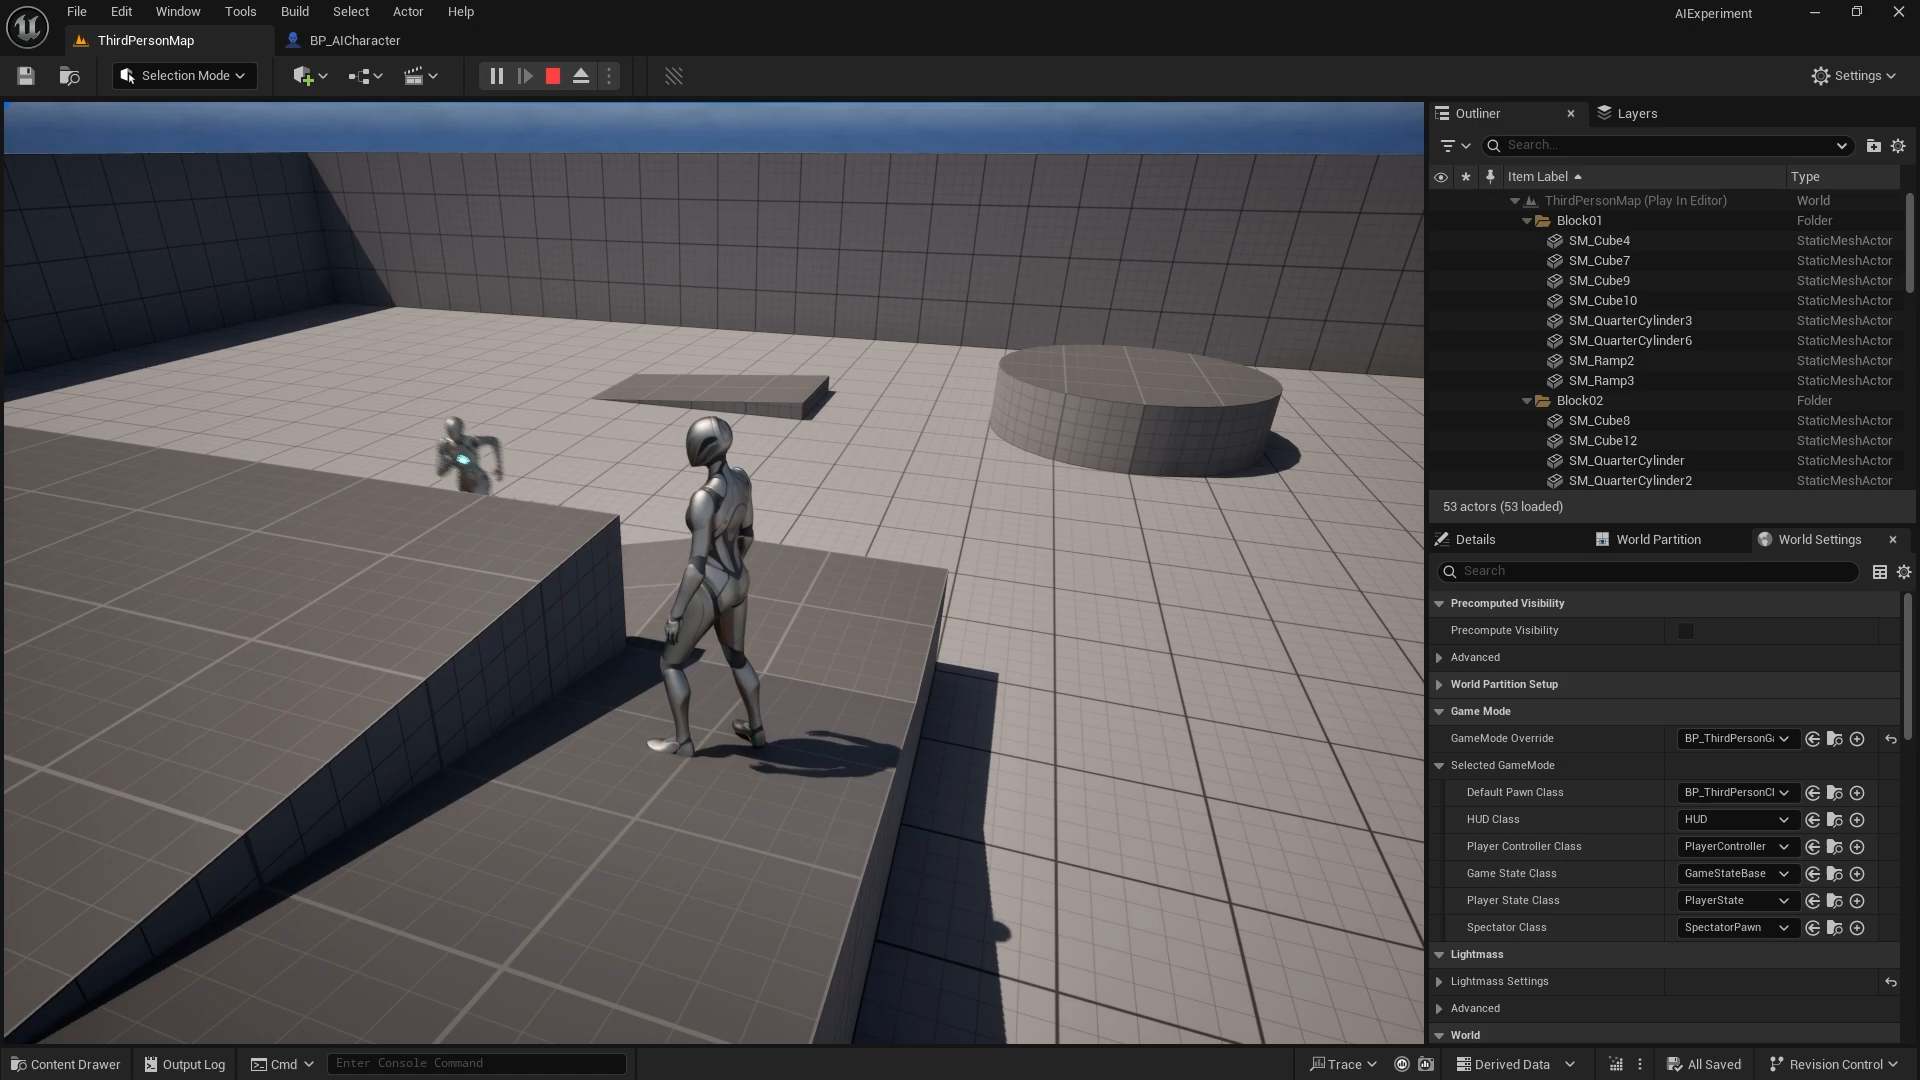 File Edit Window Tools Build Select Actor Help
AIExperiment
ThirdPersonMap
BP_AICharacter
Selection Mode
Settings
Outliner
Layers
Search...
Item Label
Type
ThirdPersonMap (Play In Editor) World
Block01 Folder
SM_Cube4 StaticMeshActor
SM_Cube7 StaticMeshActor
SM_Cube9 StaticMeshActor
SM_Cube10 StaticMeshActor
SM_QuarterCylinder3 StaticMeshActor
SM_QuarterCylinder6 StaticMeshActor
SM_Ramp2 StaticMeshActor
SM_Ramp3 StaticMeshActor
Block02 Folder
SM_Cube8 StaticMeshActor
SM_Cube12 StaticMeshActor
SM_QuarterCylinder StaticMeshActor
SM_QuarterCylinder2 StaticMeshActor
53 actors (53 loaded)
Details
World Partition
World Settings
Search
Precomputed Visibility
Precompute Visibility
Advanced
World Partition Setup
Game Mode
GameMode Override BP_ThirdPersonGa
Selected GameMode
Default Pawn Class BP_ThirdPersonCl
HUD Class HUD
Player Controller Class PlayerController
Game State Class GameStateBase
Player State Class PlayerState
Spectator Class SpectatorPawn
Lightmass
Lightmass Settings
Advanced
World
Content Drawer
Output Log
Cmd
Enter Console Command
Trace
Derived Data
All Saved
Revision Control